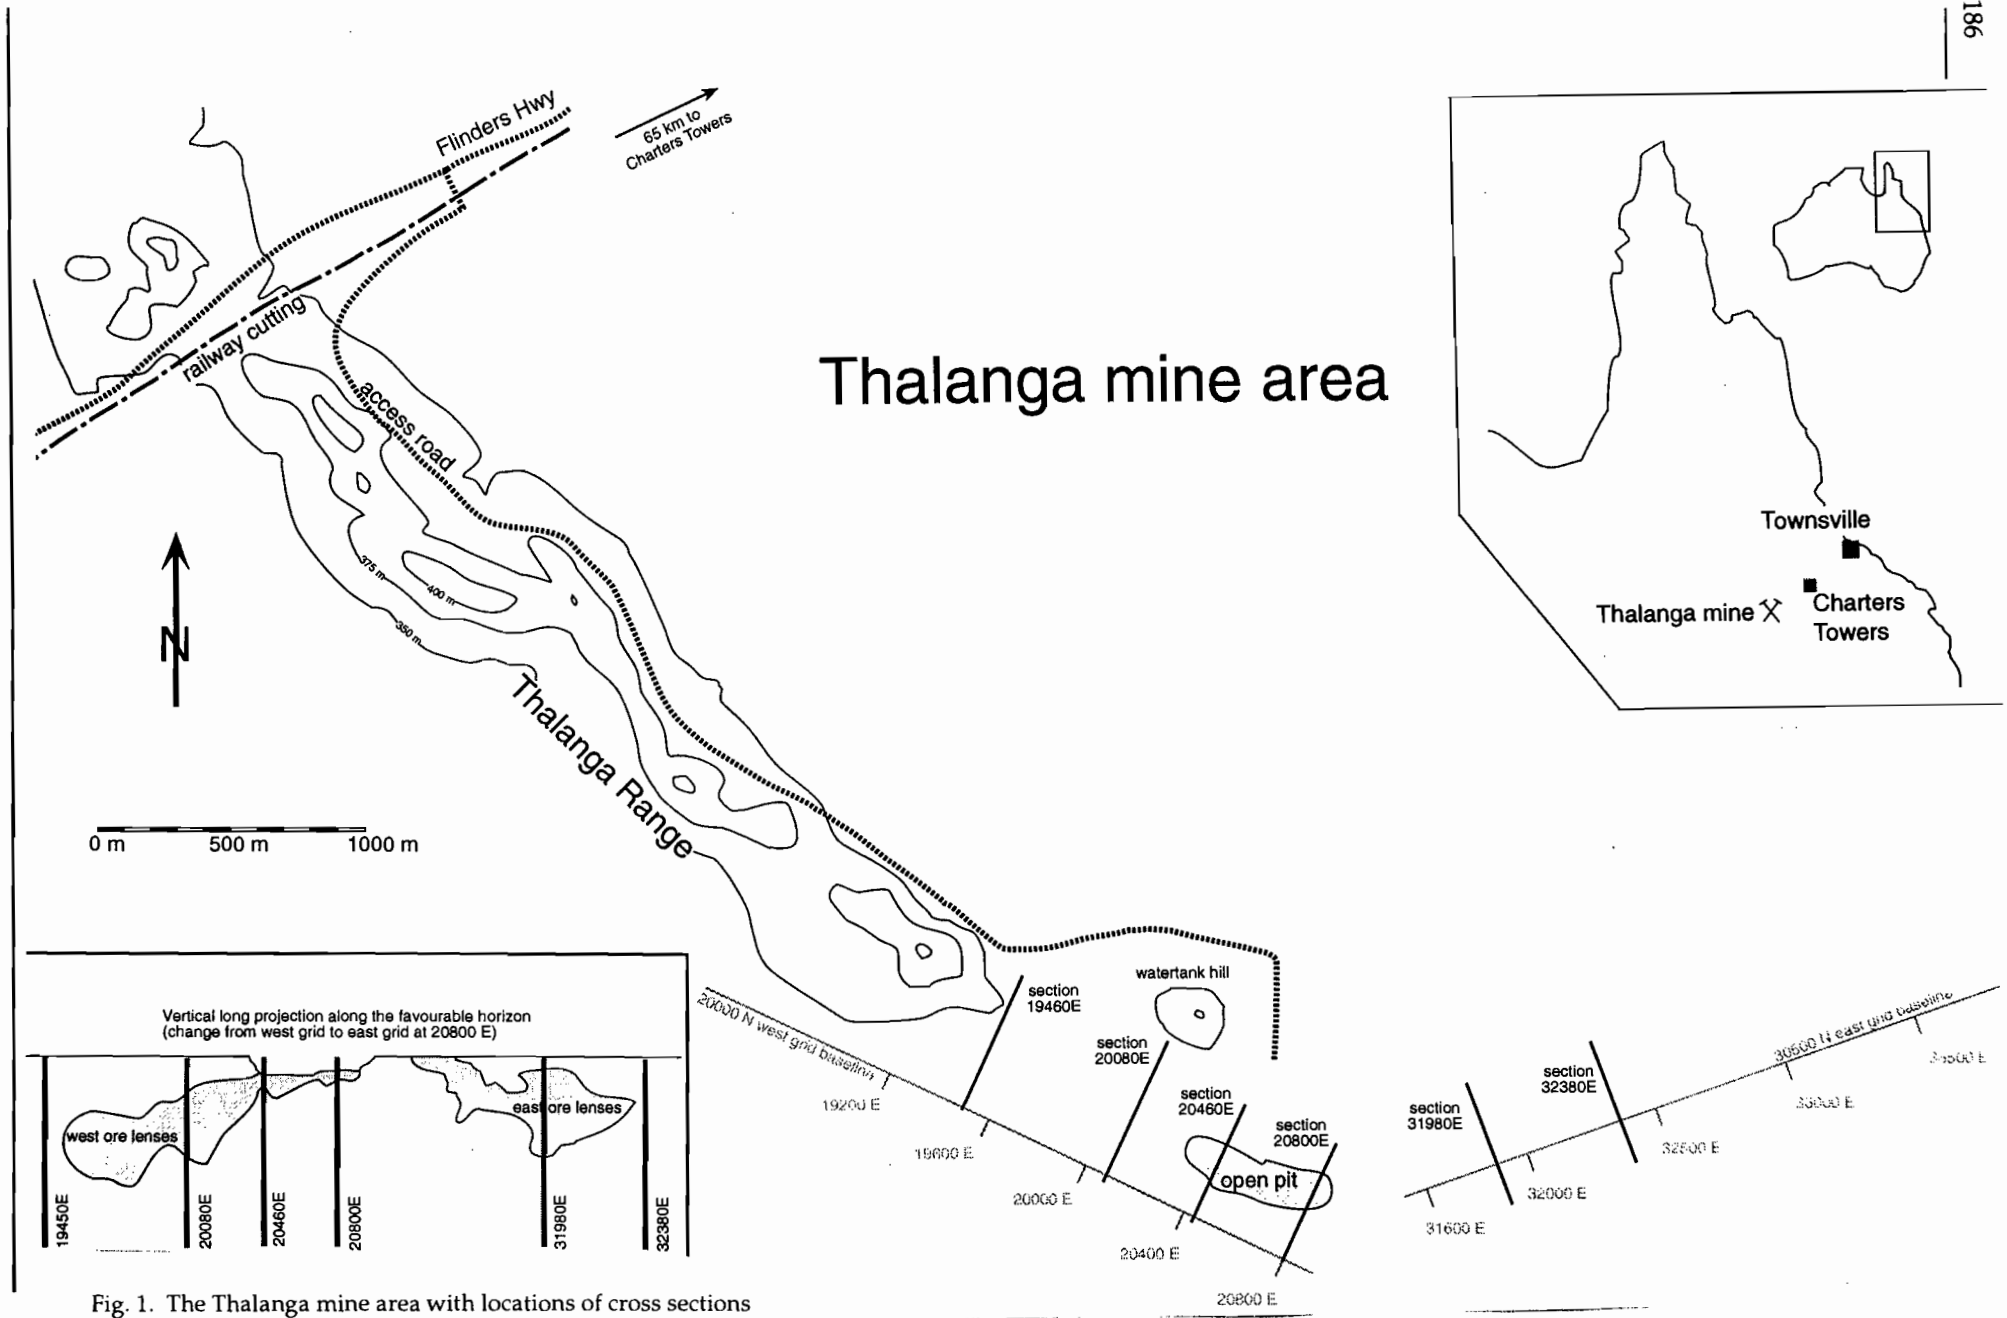 186
Flinders Hwy
65 km to
Charters Towers
railway cutting
access road
Thalanga mine area
Townsville
Thalanga mine
Charters
Towers
N
375 m
400 m
350 m
Thalanga Range
0 m 500 m 1000 m
watertank hill
section
19460E
section
20080E
section
20460E
section
20800E
open pit
section
31980E
section
32380E
20000 N west grid baseline
19200 E
19600 E
20000 E
20400 E
20800 E
30500 N east grid baseline
31600 E
32000 E
32500 E
33000 E
Vertical long projection along the favourable horizon
(change from west grid to east grid at 20800 E)
west ore lenses
east ore lenses
19450E
20080E
20460E
20800E
31980E
32380E
Fig. 1. The Thalanga mine area with locations of cross sections